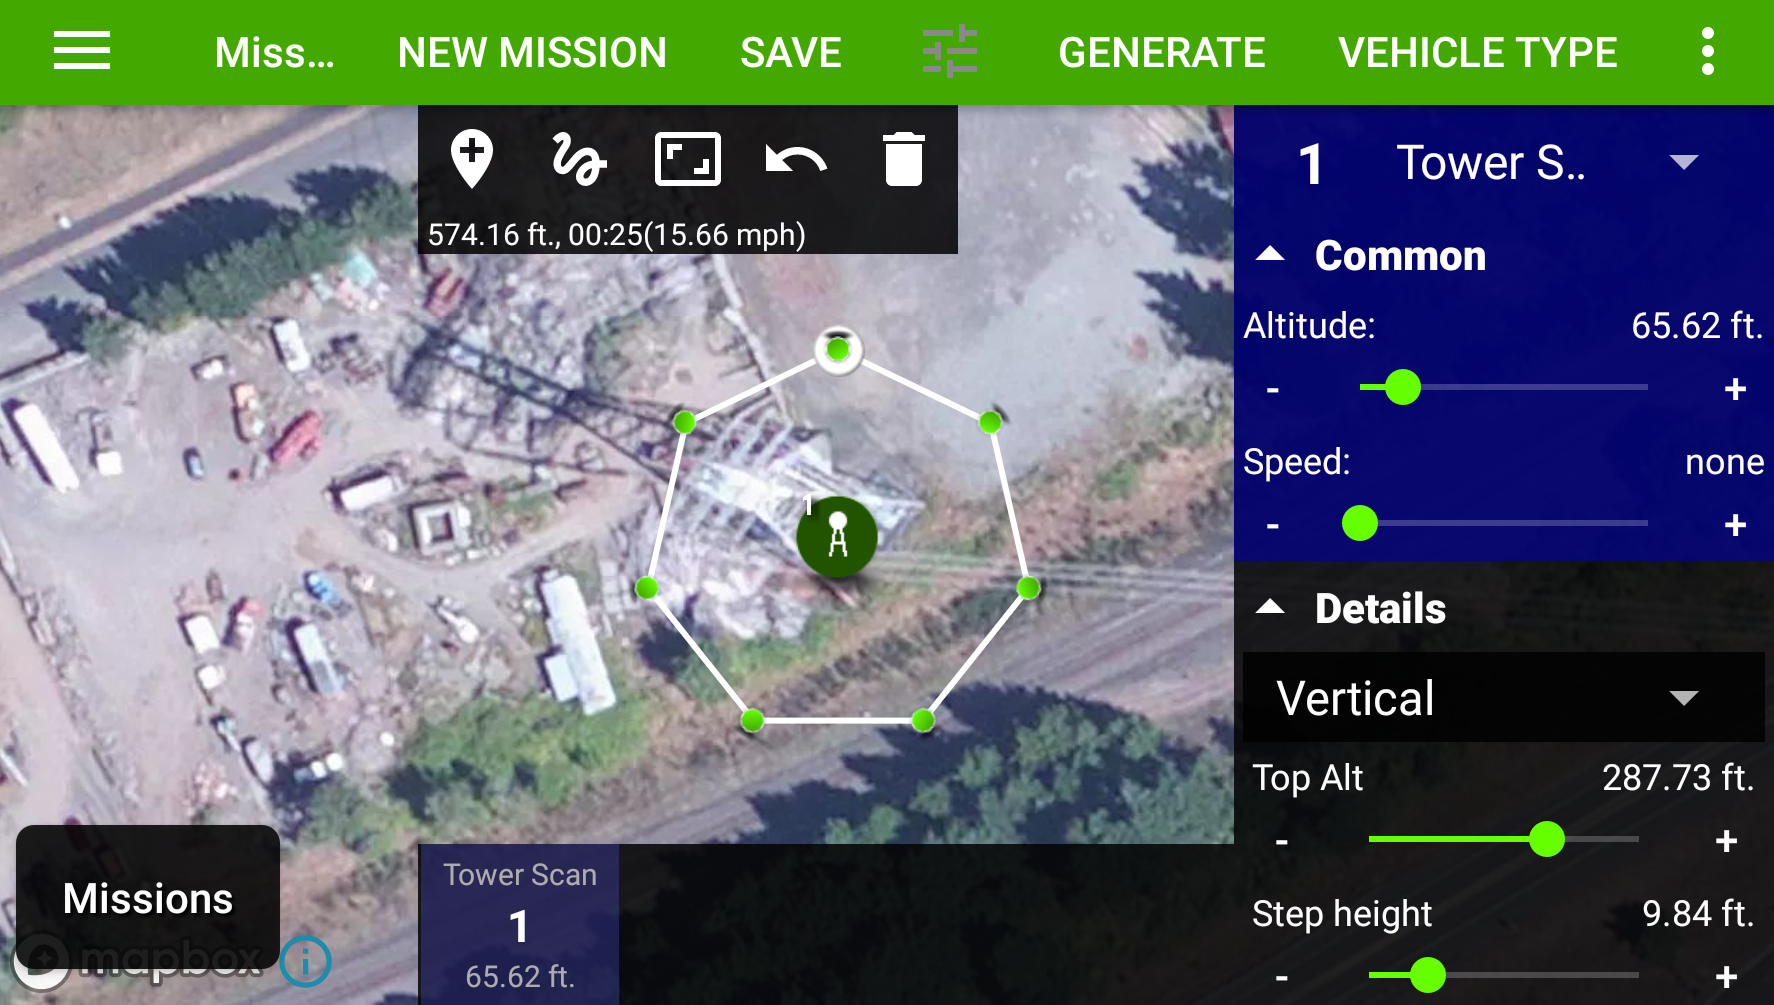 Miss... NEW MISSION SAVE GENERATE VEHICLE TYPE
574.16 ft., 00:25(15.66 mph)
1 Tower S..
Common
Altitude: 65.62 ft.
- +
Speed: none
- +
1
Details
Vertical
Top Alt 287.73 ft.
- +
Step height 9.84 ft.
- +
Missions
mapbox
Tower Scan
1
65.62 ft.